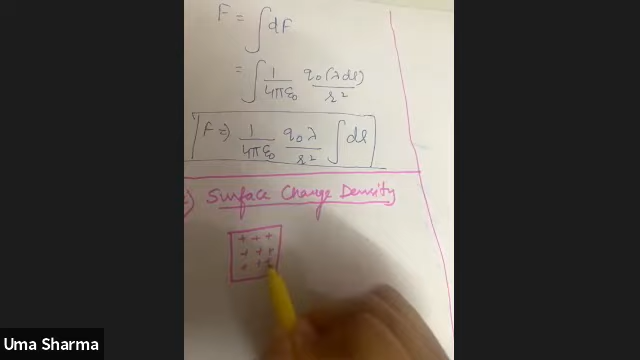 F = ∫ dF
= ∫ 1/4πε₀ q₀(λdl)/r²
F ⇒ 1/4πε₀ q₀λ/r² ∫ dl
Surface Charge Density
+ + +
+ + +
+ + +
Uma Sharma